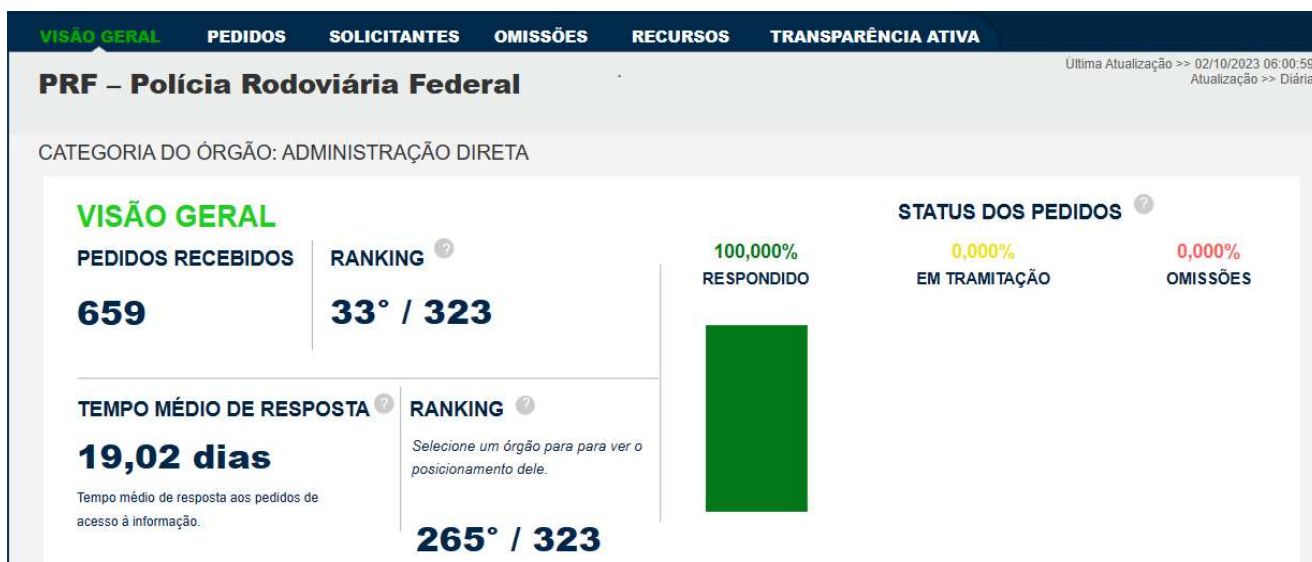 VISÃO GERAL PEDIDOS SOLICITANTES OMISSÕES RECURSOS TRANSPARÊNCIA ATIVA
Última Atualização >> 02/10/2023 06:00:59
Atualização >> Diária
PRF – Polícia Rodoviária Federal
CATEGORIA DO ÓRGÃO: ADMINISTRAÇÃO DIRETA
VISÃO GERAL
PEDIDOS RECEBIDOS
659
RANKING ?
33° / 323
TEMPO MÉDIO DE RESPOSTA ?
19,02 dias
Tempo médio de resposta aos pedidos de
acesso à informação.
RANKING ?
Selecione um órgão para para ver o
posicionamento dele.
265° / 323
STATUS DOS PEDIDOS ?
100,000% 0,000% 0,000%
RESPONDIDO EM TRAMITAÇÃO OMISSÕES